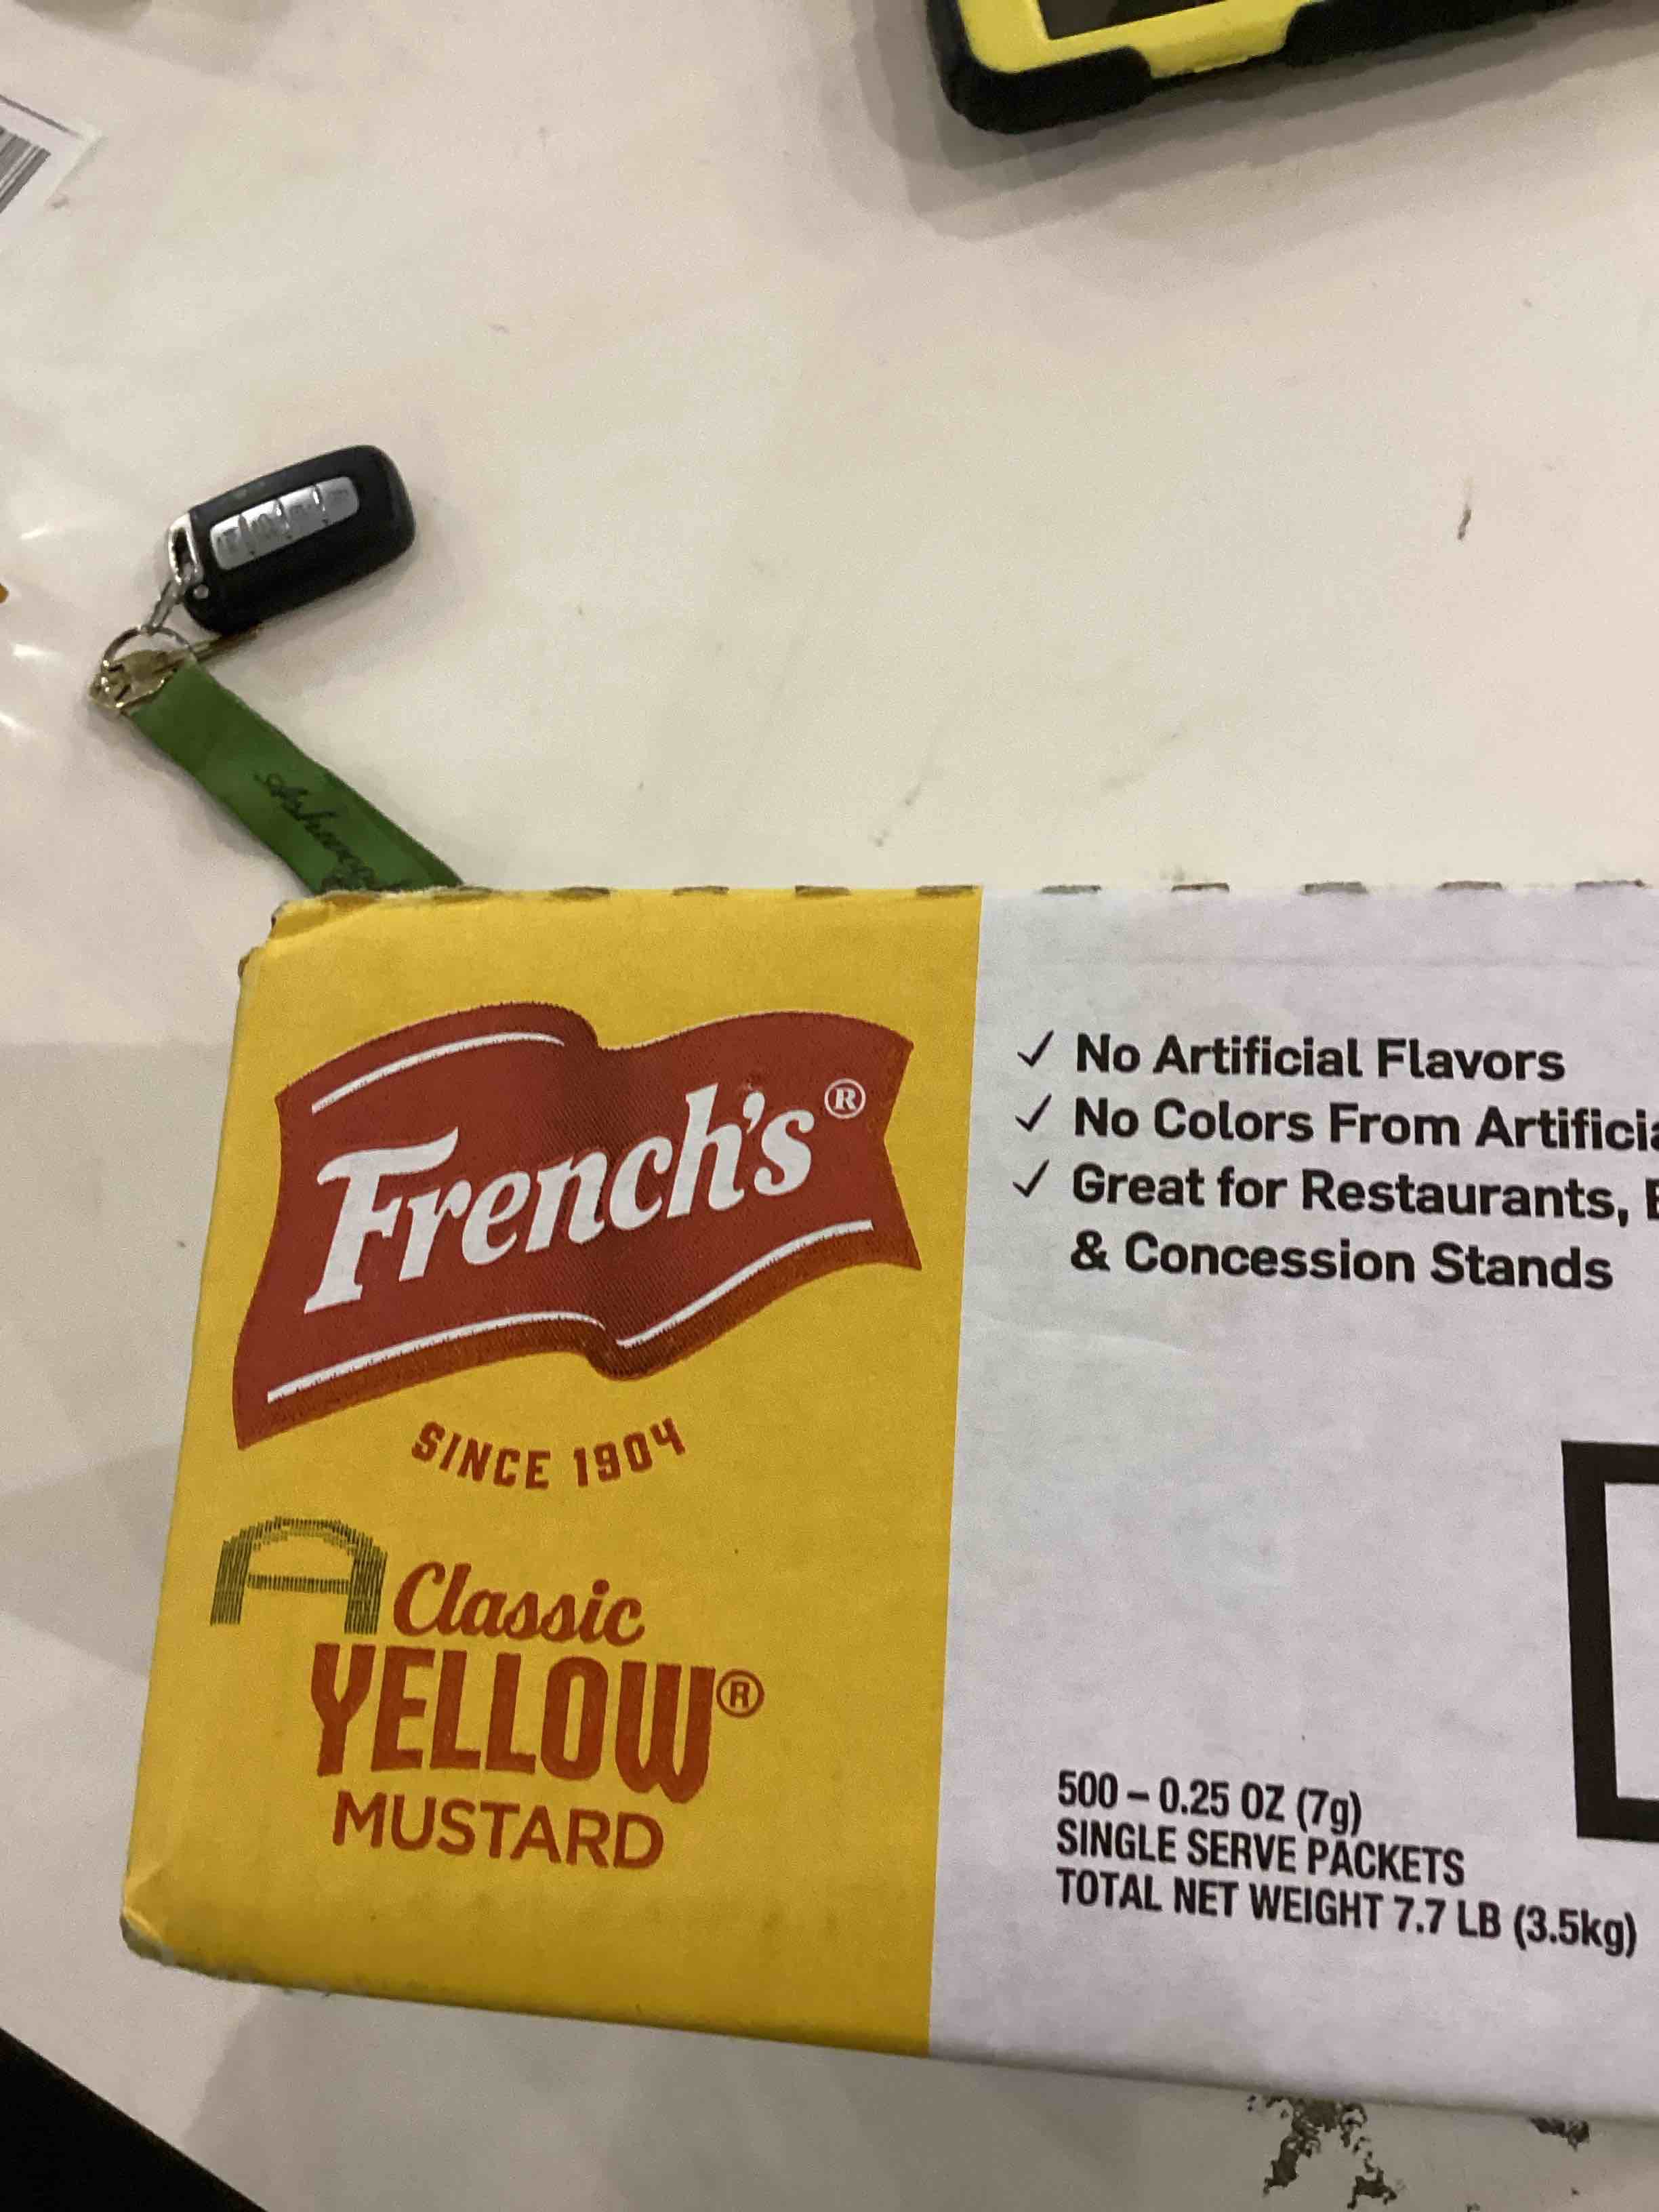 French's®
SINCE 1904
A
Classic
YELLOW®
MUSTARD
✓ No Artificial Flavors
✓ No Colors From
✓ Great for Restaurants,
& Concession Stands
500 – 0.25 OZ (7g)
SINGLE SERVE PACKETS
TOTAL NET WEIGHT 7.7 LB (3.5kg)